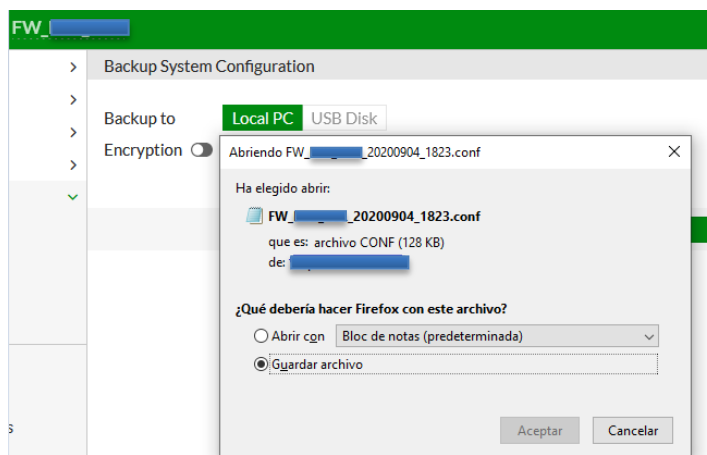 FW_
Backup System Configuration
Backup to Local PC USB Disk
Encryption
Abriendo FW_ _20200904_1823.conf
Ha elegido abrir:
FW_ _20200904_1823.conf
que es: archivo CONF (128 KB)
de:
¿Qué debería hacer Firefox con este archivo?
Abrir con Bloc de notas (predeterminada)
Guardar archivo
Aceptar Cancelar
s